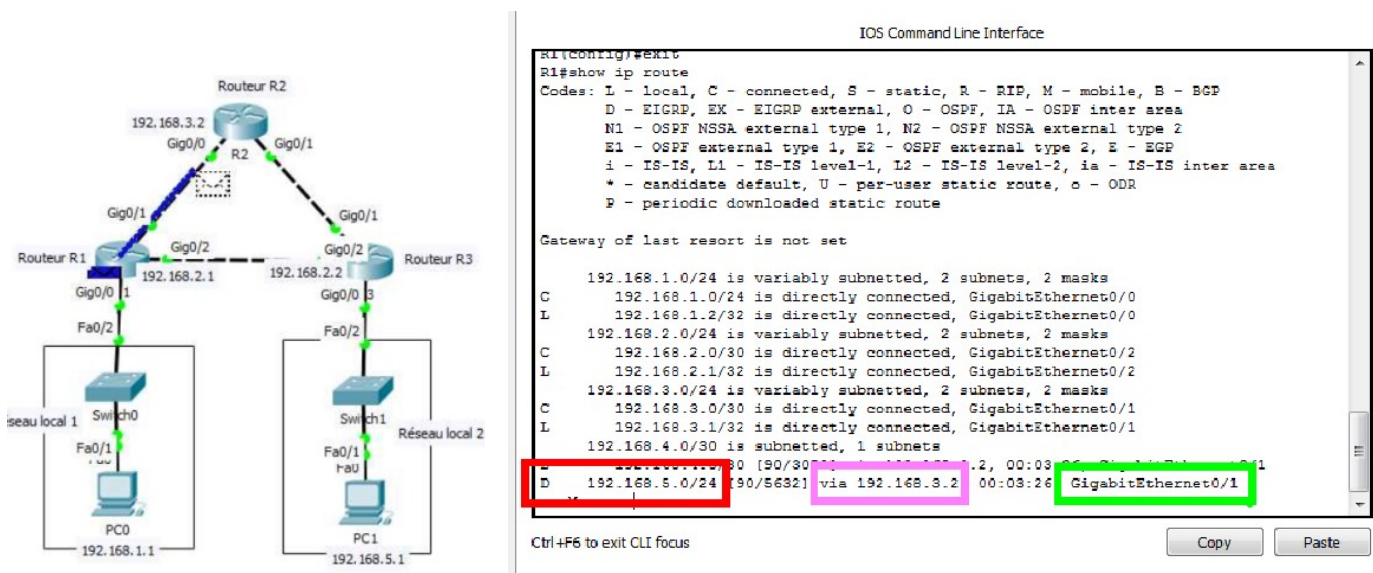 Routeur R2
192.168.3.2
Gig0/0
R2
Gig0/1
Gig0/1
Gig0/1
Routeur R1
Gig0/2
Gig0/2
Routeur R3
192.168.2.1
192.168.2.2
Gig0/0
1
Gig0/0
3
Fa0/2
Fa0/2
seau local 1
Switch0
Switch1
Réseau local 2
Fa0/1
Fa0/1
PC0
192.168.1.1
PC1
192.168.5.1
IOS Command Line Interface
R1(config)#exit
R1#show ip route
Codes: L - local, C - connected, S - static, R - RIP, M - mobile, B - BGP
D - EIGRP, EX - EIGRP external, O - OSPF, IA - OSPF inter area
N1 - OSPF NSSA external type 1, N2 - OSPF NSSA external type 2
E1 - OSPF external type 1, E2 - OSPF external type 2, E - EGP
i - IS-IS, L1 - IS-IS level-1, L2 - IS-IS level-2, ia - IS-IS inter area
* - candidate default, U - per-user static route, o - ODR
P - periodic downloaded static route
Gateway of last resort is not set
192.168.1.0/24 is variably subnetted, 2 subnets, 2 masks
C 192.168.1.0/24 is directly connected, GigabitEthernet0/0
L 192.168.1.2/32 is directly connected, GigabitEthernet0/0
192.168.2.0/24 is variably subnetted, 2 subnets, 2 masks
C 192.168.2.0/30 is directly connected, GigabitEthernet0/2
L 192.168.2.1/32 is directly connected, GigabitEthernet0/2
192.168.3.0/24 is variably subnetted, 2 subnets, 2 masks
C 192.168.3.0/30 is directly connected, GigabitEthernet0/1
L 192.168.3.1/32 is directly connected, GigabitEthernet0/1
192.168.4.0/30 is subnetted, 1 subnets
D 192.168.5.0/24 [90/5632] via 192.168.3.2 00:03:26 GigabitEthernet0/1
Ctrl+F6 to exit CLI focus
Copy
Paste